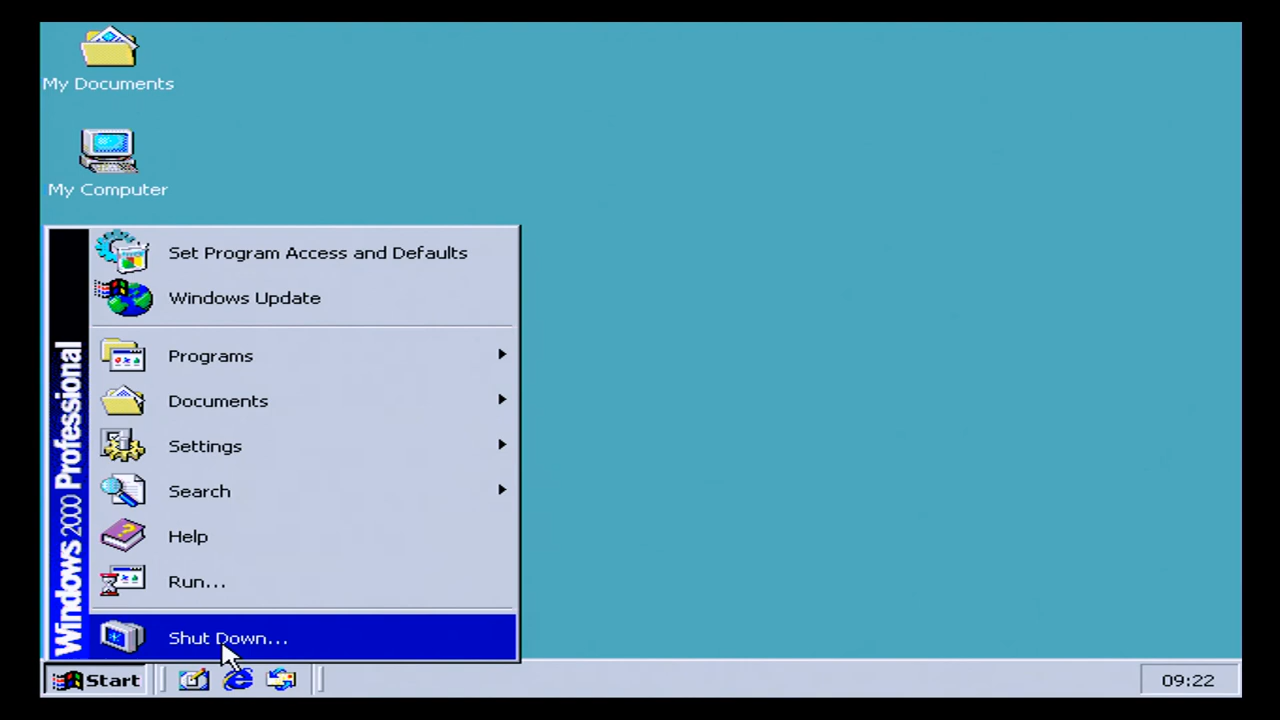 My Documents
My Computer
Set Program Access and Defaults
Windows Update
Programs
Documents
Settings
Search
Help
Run...
Shut Down...
Windows 2000 Professional
Start
09:22